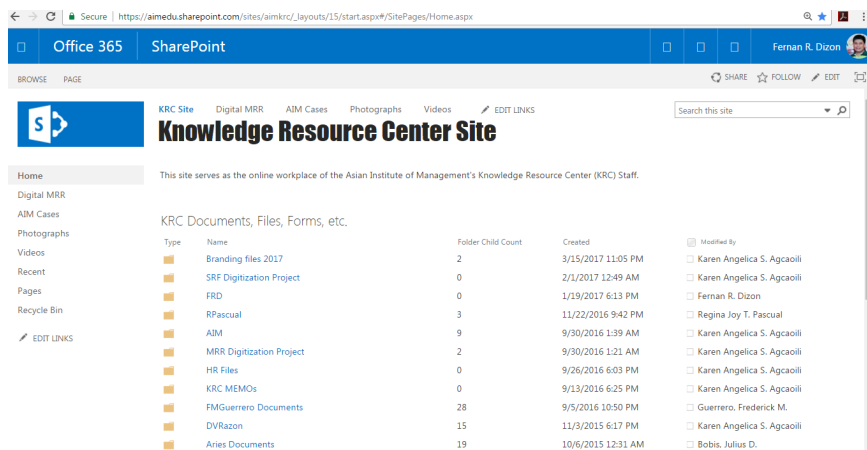 Secure | https://aimedu.sharepoint.com/sites/aimkrc/_layouts/15/start.aspx#/SitePages/Home.aspx
Office 365 SharePoint Fernan R. Dizon
BROWSE PAGE SHARE FOLLOW EDIT
S
KRC Site Digital MRR AIM Cases Photographs Videos EDIT LINKS
Search this site
Knowledge Resource Center Site
Home
This site serves as the online workplace of the Asian Institute of Management's Knowledge Resource Center (KRC) Staff.
Digital MRR
AIM Cases
Photographs
Videos
Recent
Pages
Recycle Bin
EDIT LINKS
KRC Documents, Files, Forms, etc.
Type Name Folder Child Count Created Modified By
Branding files 2017 2 3/15/2017 11:05 PM Karen Angelica S. Agcaoili
SRF Digitization Project 0 2/1/2017 12:49 AM Karen Angelica S. Agcaoili
FRD 0 1/19/2017 6:13 PM Fernan R. Dizon
RPascual 3 11/22/2016 9:42 PM Regina Joy T. Pascual
AIM 9 9/30/2016 1:39 AM Karen Angelica S. Agcaoili
MRR Digitization Project 2 9/30/2016 1:21 AM Karen Angelica S. Agcaoili
HR Files 0 9/26/2016 6:03 PM Karen Angelica S. Agcaoili
KRC MEMOs 0 9/13/2016 6:25 PM Karen Angelica S. Agcaoili
FMGuerrero Documents 28 9/5/2016 10:50 PM Guerrero, Frederick M.
DVRazon 15 11/3/2015 6:17 PM Karen Angelica S. Agcaoili
Aries Documents 19 10/6/2015 12:31 AM Bobis, Julius D.